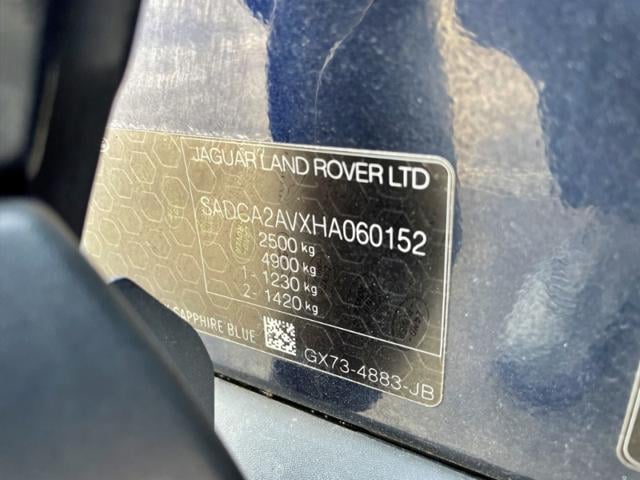 JAGUAR LAND ROVER LTD
SADCA2AVXHA060152
2500 kg
4900 kg
1- 1230 kg
2- 1420 kg
SAPPHIRE BLUE
GX73-4883-JB